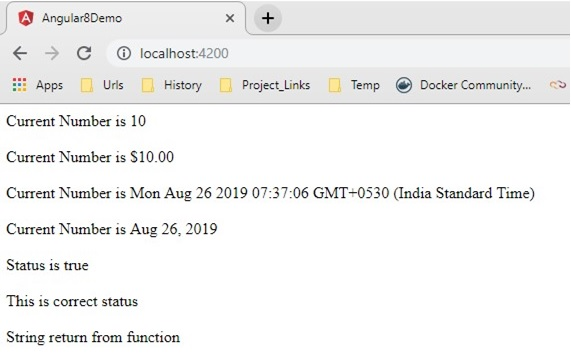 Angular8Demo
localhost:4200
Apps Urls History Project_Links Temp Docker Community...
Current Number is 10
Current Number is $10.00
Current Number is Mon Aug 26 2019 07:37:06 GMT+0530 (India Standard Time)
Current Number is Aug 26, 2019
Status is true
This is correct status
String return from function